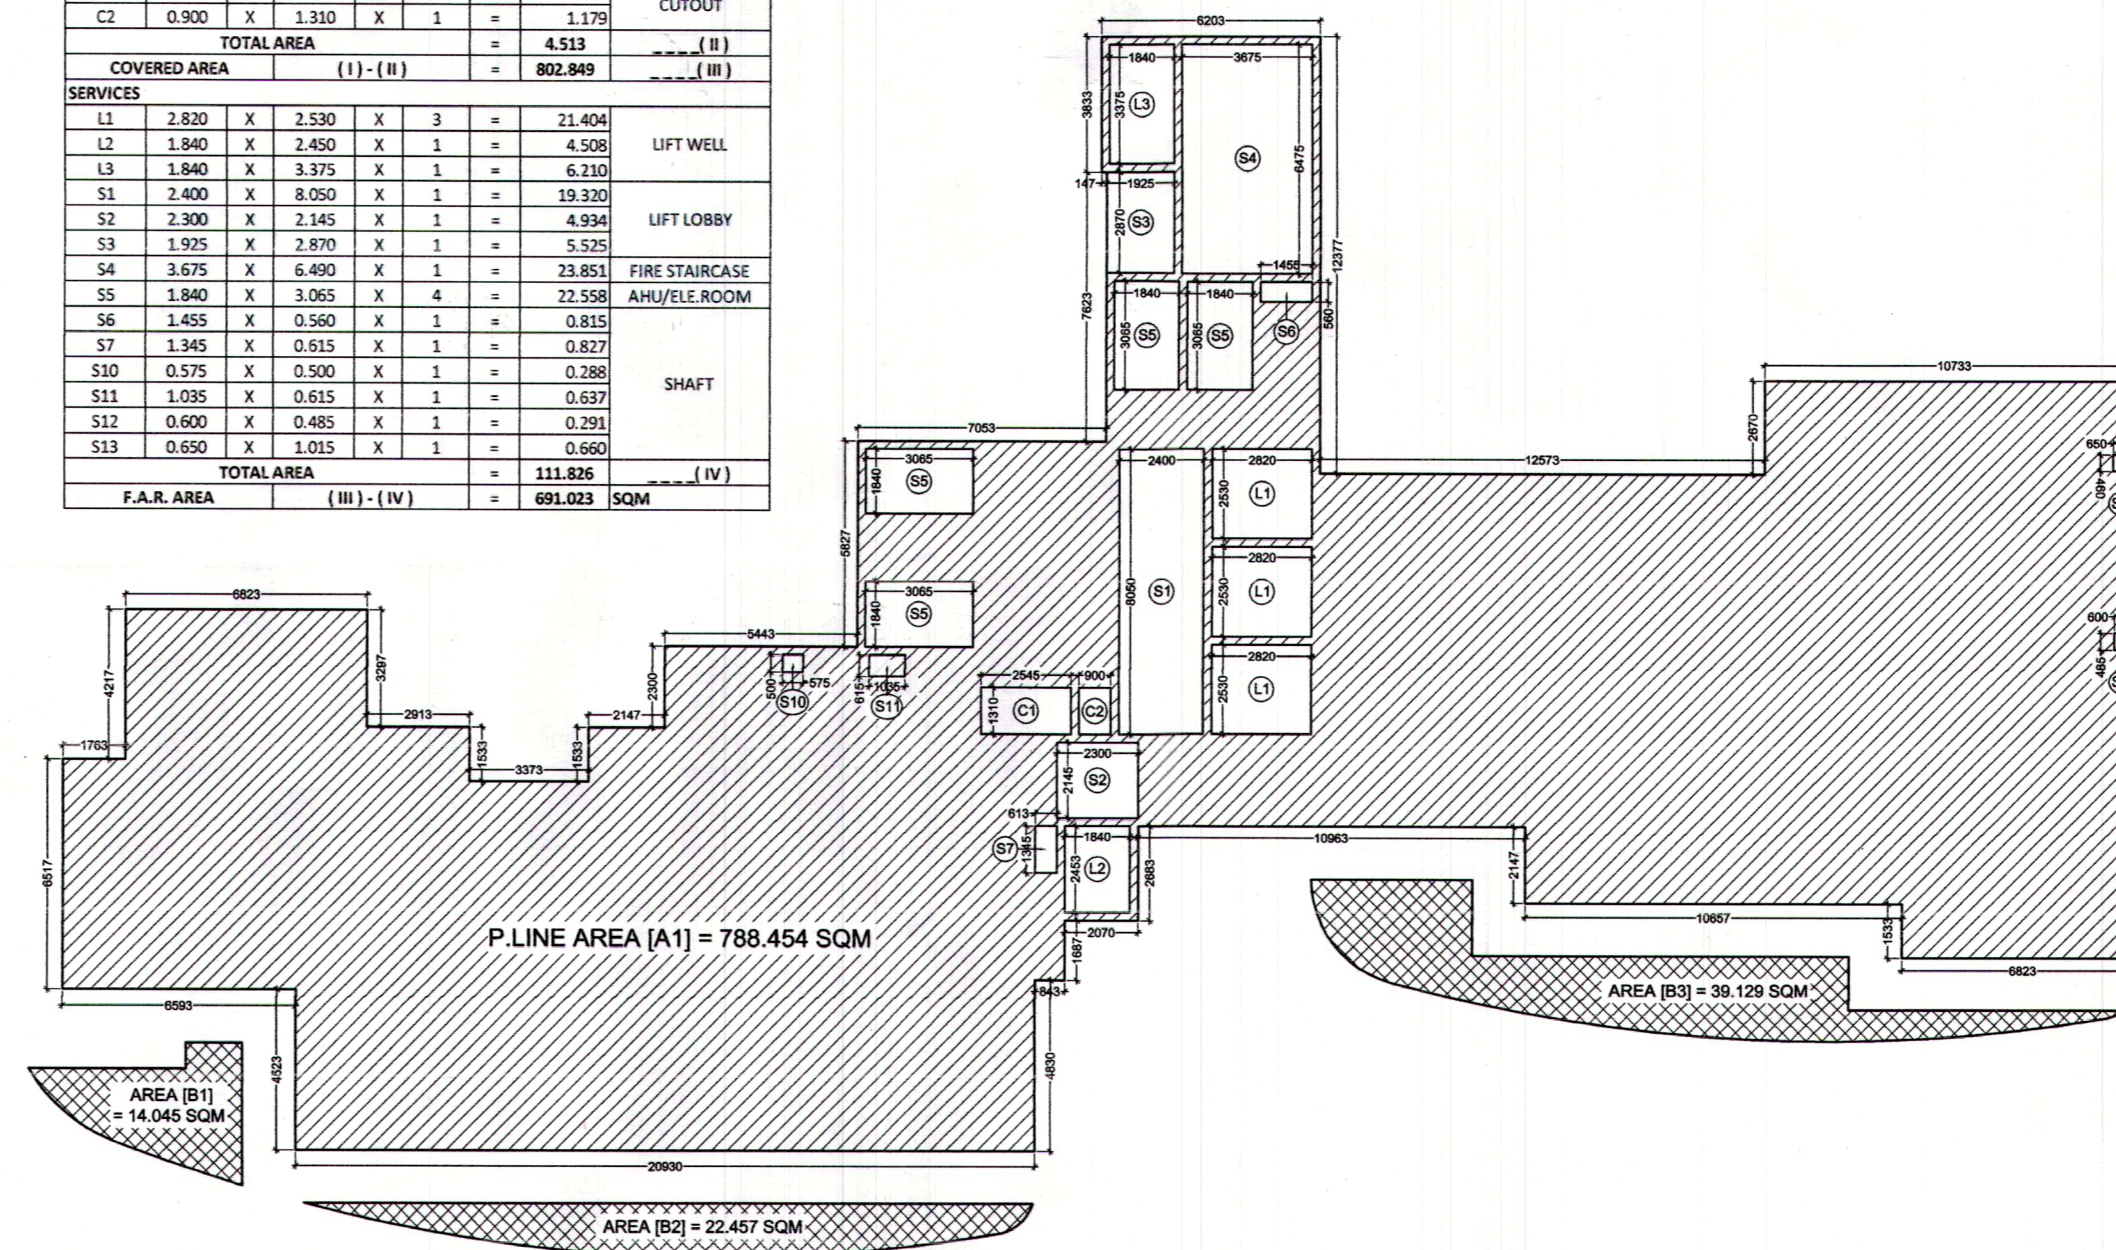 CUTOUT
C2 0.900 X 1.310 X 1 = 1.179
TOTAL AREA = 4.513 ____( II )
COVERED AREA ( I ) - ( II ) = 802.849 ____( III )
SERVICES
L1 2.820 X 2.530 X 3 = 21.404
L2 1.840 X 2.450 X 1 = 4.508 LIFT WELL
L3 1.840 X 3.375 X 1 = 6.210
S1 2.400 X 8.050 X 1 = 19.320
S2 2.300 X 2.145 X 1 = 4.934 LIFT LOBBY
S3 1.925 X 2.870 X 1 = 5.525
S4 3.675 X 6.490 X 1 = 23.851 FIRE STAIRCASE
S5 1.840 X 3.065 X 4 = 22.558 AHU/ELE.ROOM
S6 1.455 X 0.560 X 1 = 0.815
S7 1.345 X 0.615 X 1 = 0.827
S10 0.575 X 0.500 X 1 = 0.288
SHAFT
S11 1.035 X 0.615 X 1 = 0.637
S12 0.600 X 0.485 X 1 = 0.291
S13 0.650 X 1.015 X 1 = 0.660
TOTAL AREA = 111.826 ____( IV )
F.A.R. AREA ( III ) - ( IV ) = 691.023 SQM
6203
1840 3675
3833 3375 L3
S4 6475
147 1925
2870 S3
12377
1455
7623
1840 1840
3065 S5 3065 S5 S6 560
10733
2670
7053
12573
650
460
3065
1840 S5
2400 2820
2530 L1
5827
2820
8050 S1 2530 L1
3065
1840 S5
600
485
2820
2530 L1
6823
4217 3297
5443
2300
500 575 S10
615 1035 S11
2545 900
1310 C1 C2
2913 2147
1763 1533 3373 1533
2300
2145 S2
613
S7 1345
1840
2453 L2 2683
10963
2147
6517
P.LINE AREA [A1] = 788.454 SQM
2070
1687
843
10657
1533
6823
AREA [B3] = 39.129 SQM
6593
4523 4830
AREA [B1]
= 14.045 SQM
20930
AREA [B2] = 22.457 SQM